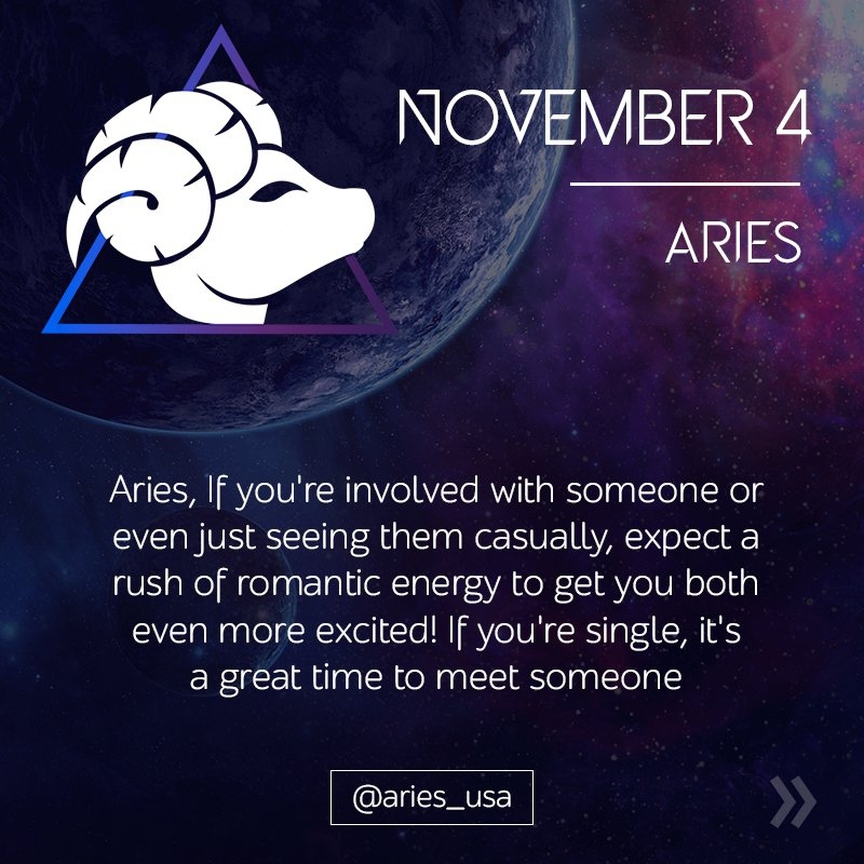 NOVEMBER 4
ARIES
Aries, If you're involved with someone or
even just seeing them casually, expect a
rush of romantic energy to get you both
even more excited! If you're single, it's
a great time to meet someone
@aries_usa